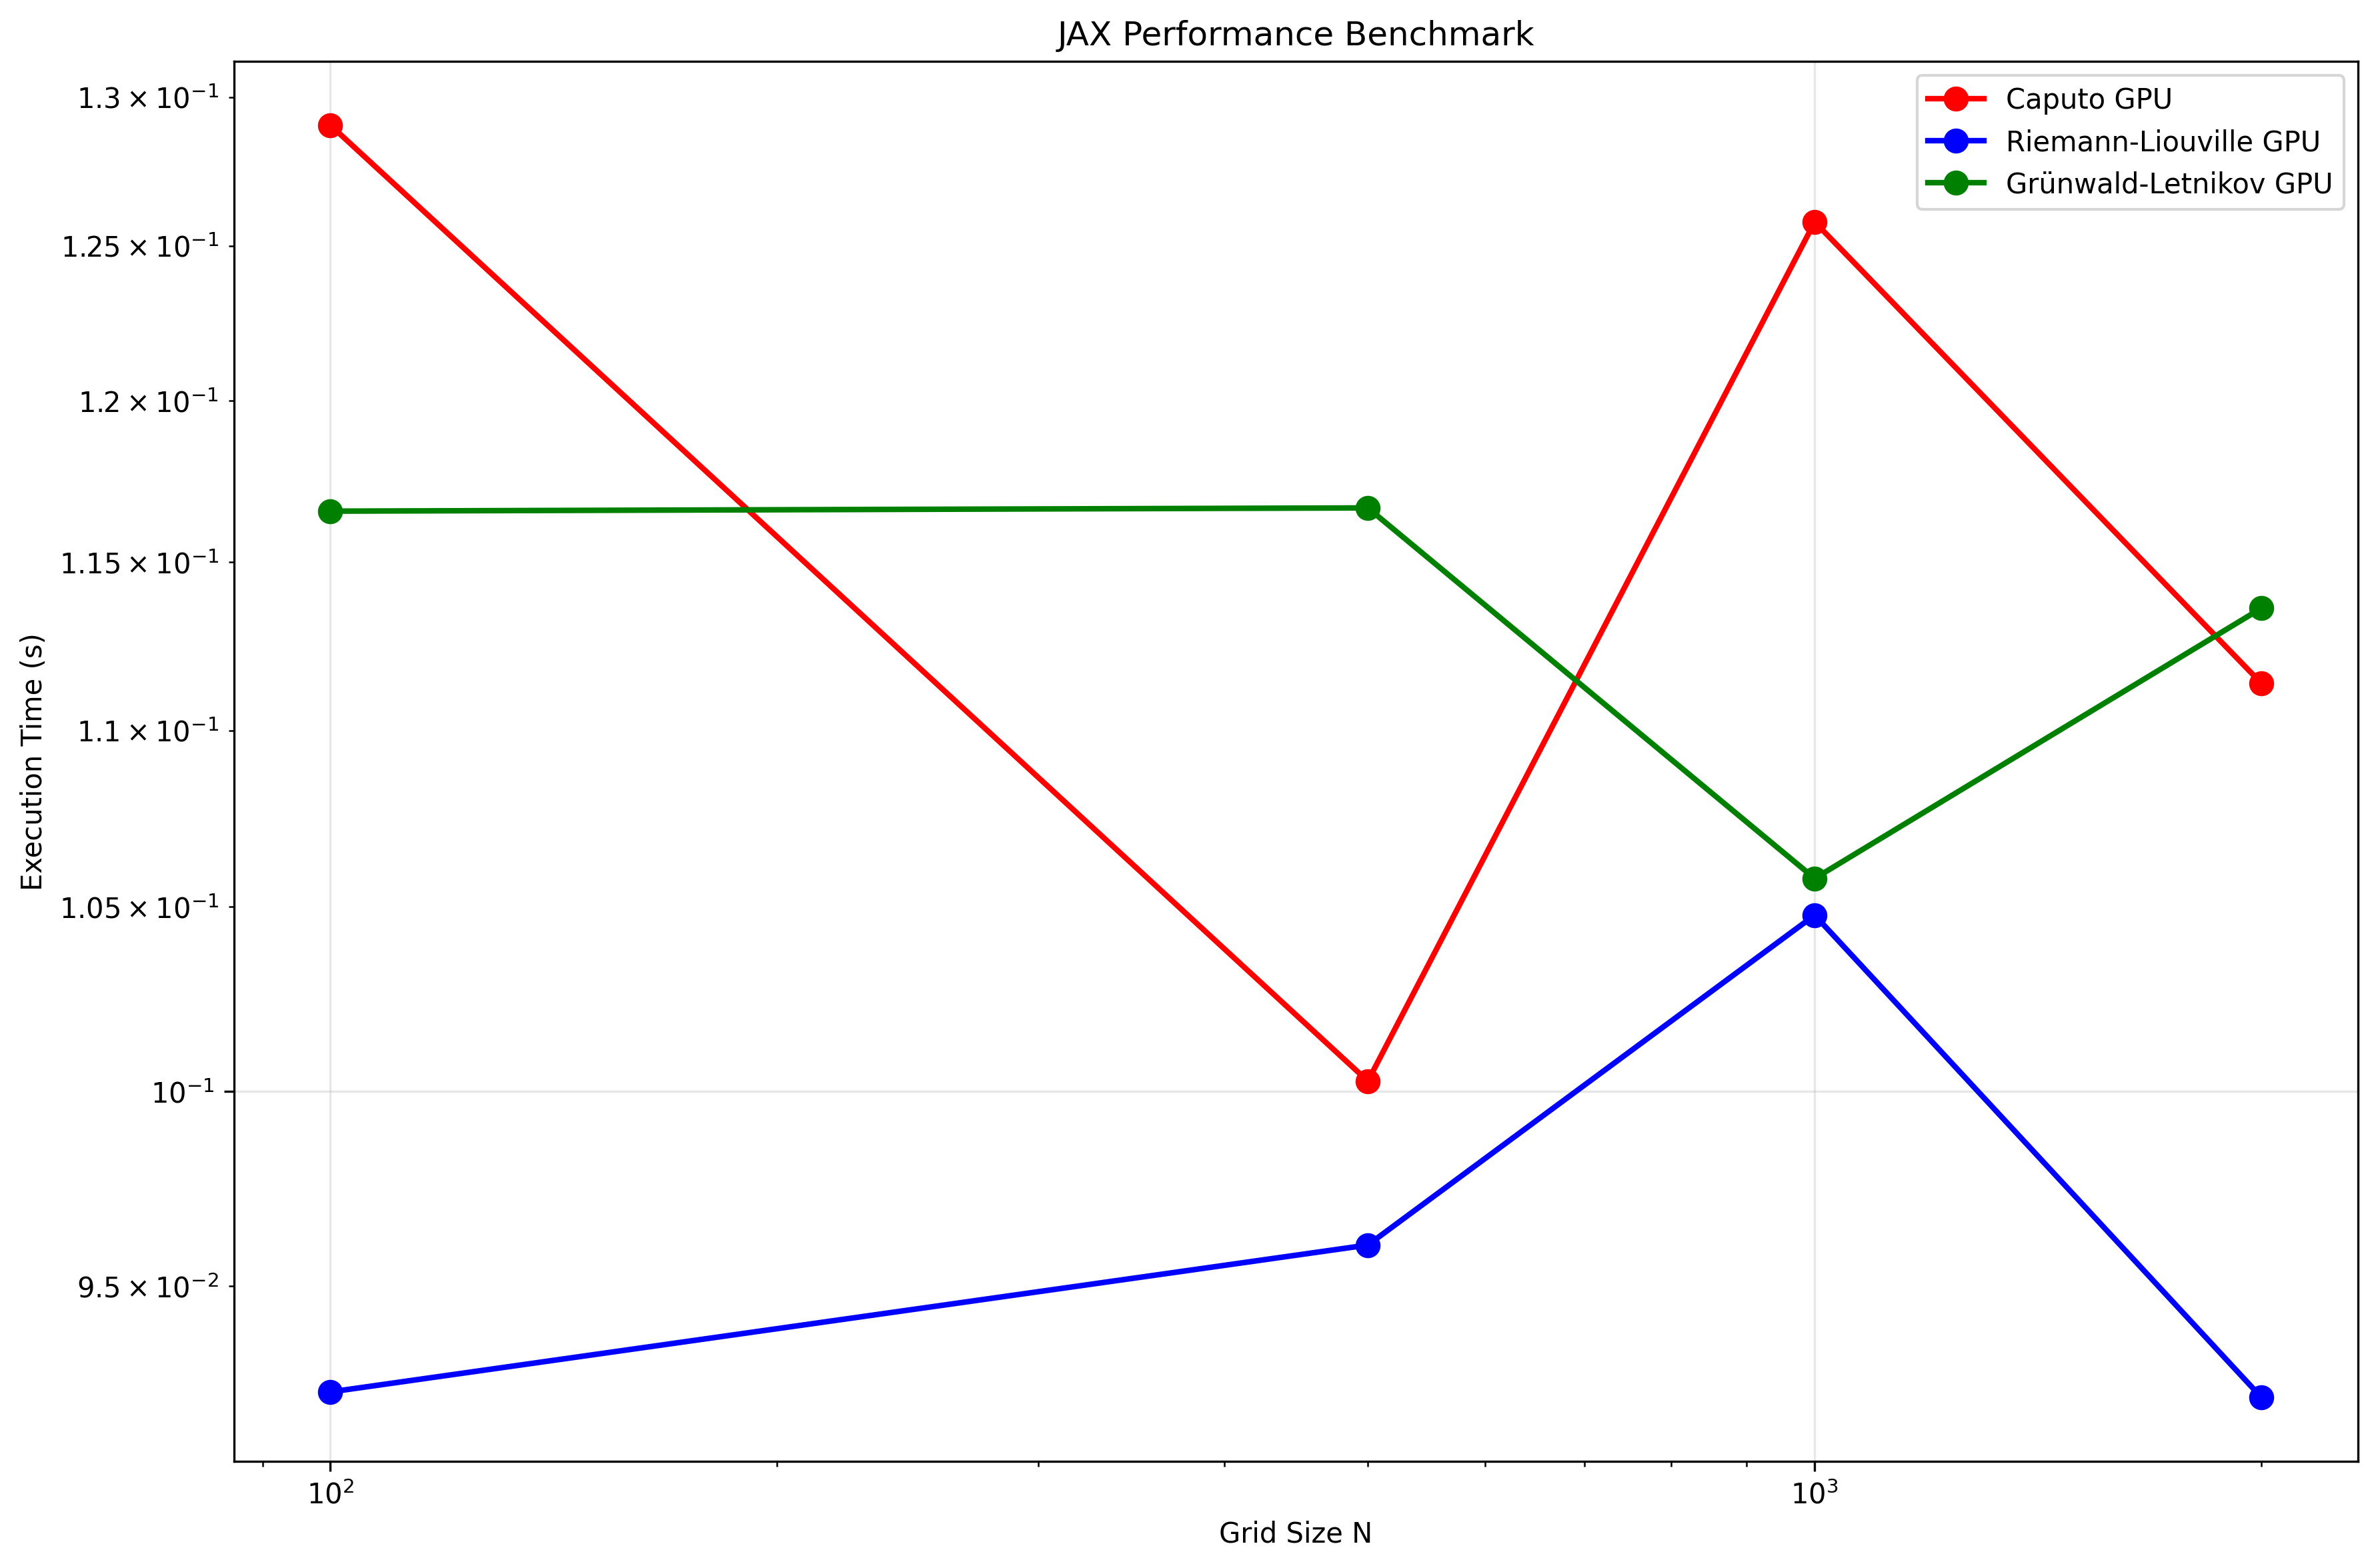 JAX Performance Benchmark
Caputo GPU
Riemann-Liouville GPU
Grünwald-Letnikov GPU
Execution Time (s)
1.3 × 10⁻¹
1.25 × 10⁻¹
1.2 × 10⁻¹
1.15 × 10⁻¹
1.1 × 10⁻¹
1.05 × 10⁻¹
10⁻¹
9.5 × 10⁻²
10² 10³
Grid Size N